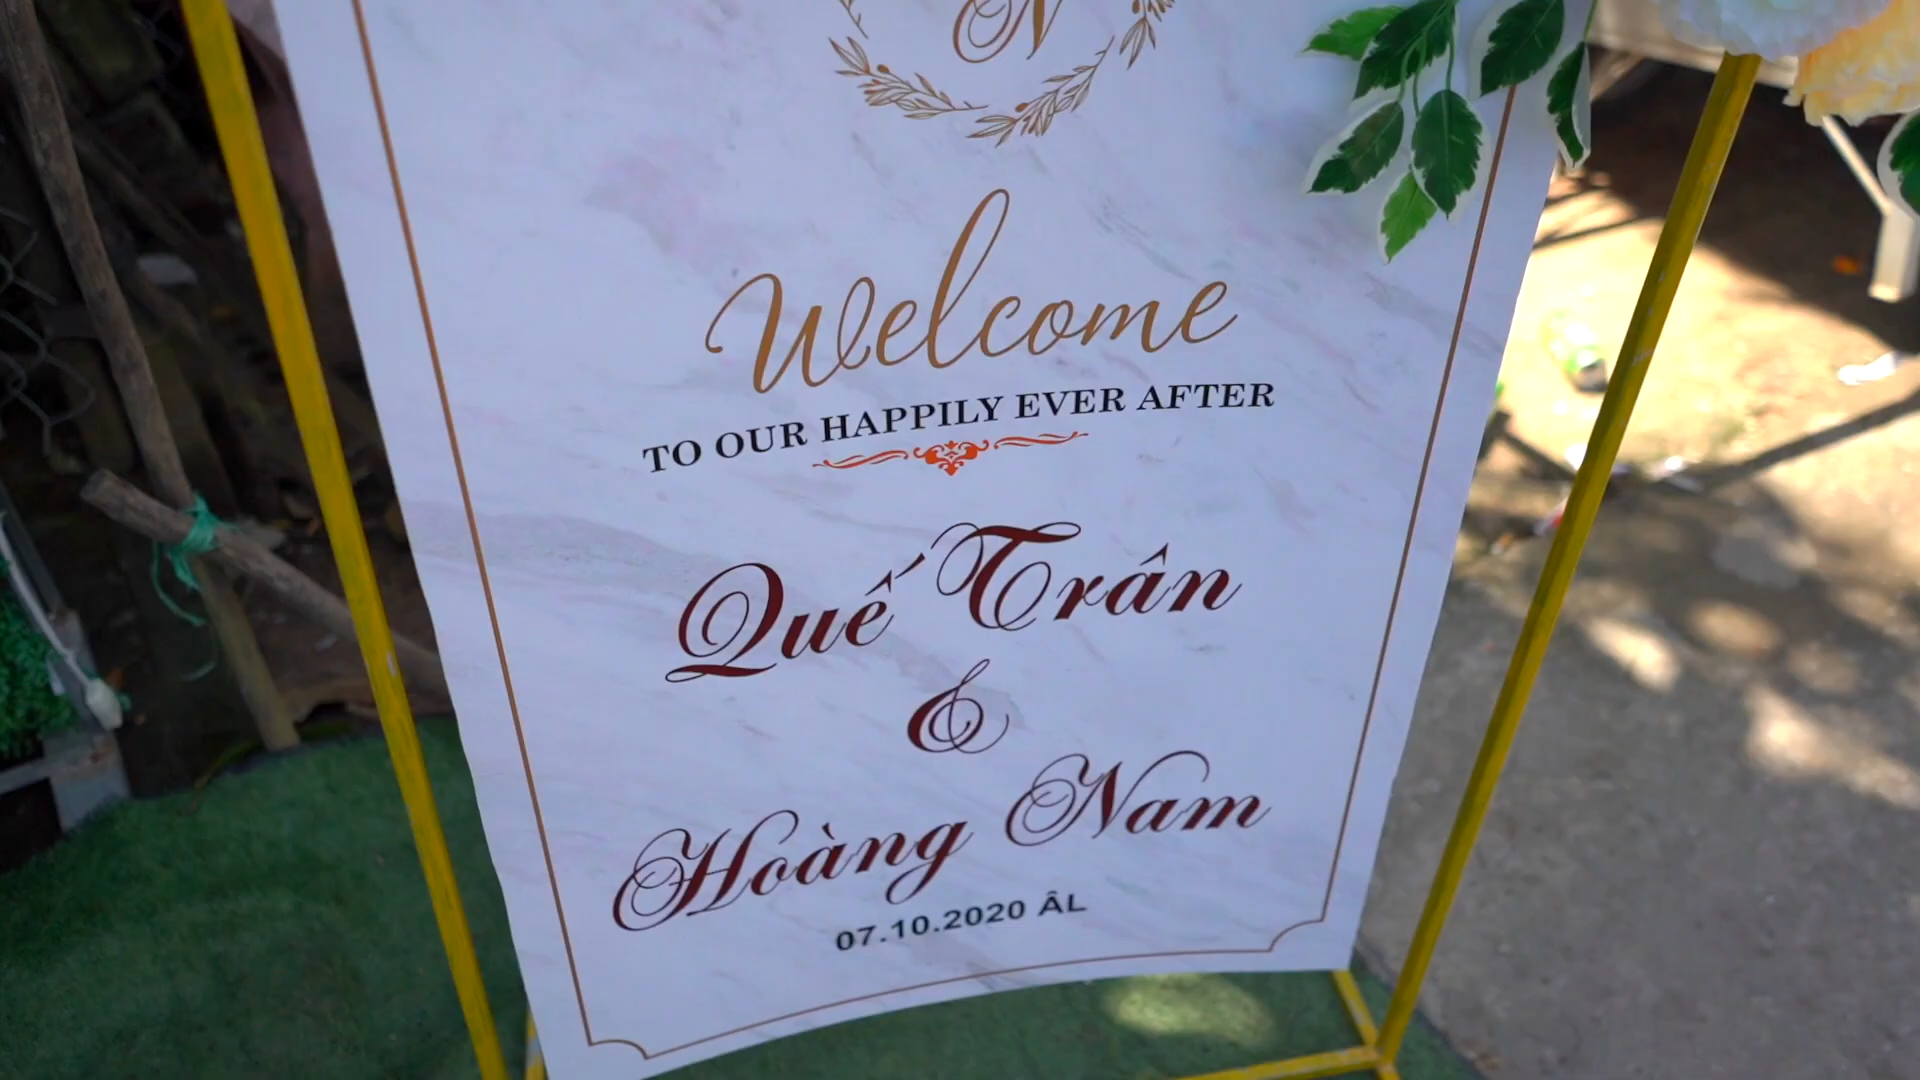 N
Welcome
TO OUR HAPPILY EVER AFTER
Quế Trân
&
Hoàng Nam
07.10.2020 ÂL